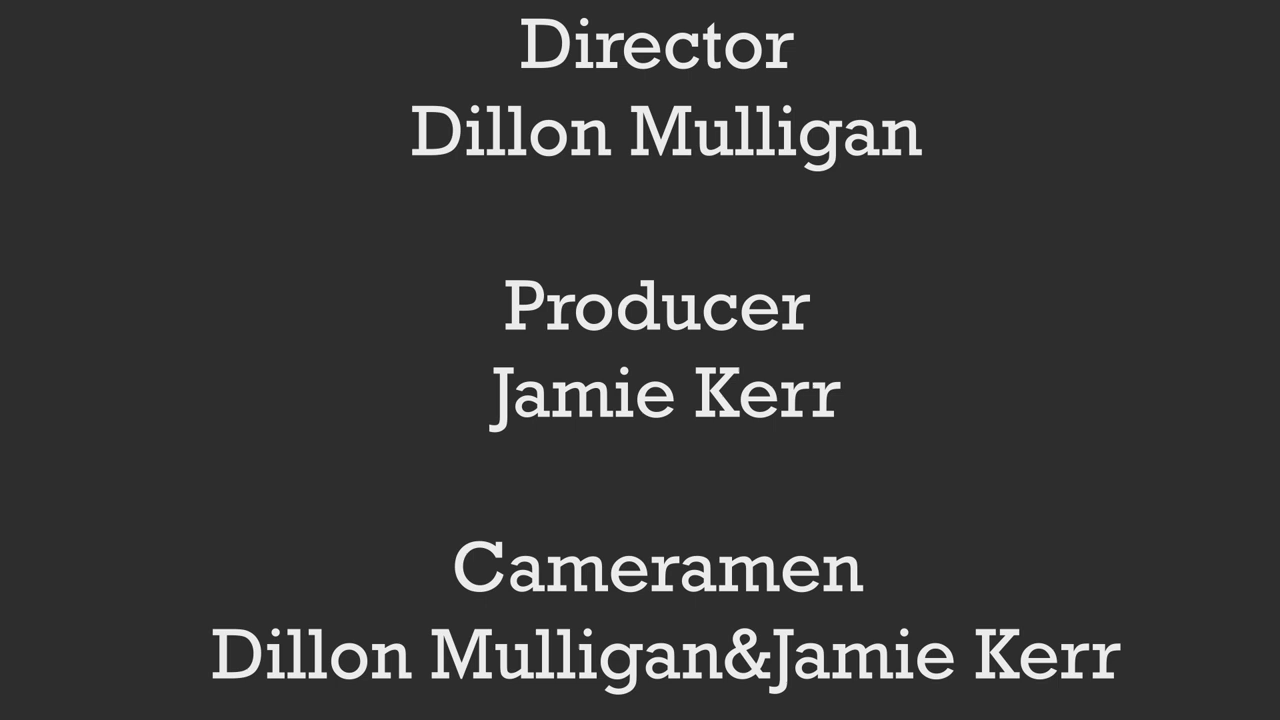 Director
Dillon Mulligan
Producer
Jamie Kerr
Cameramen
Dillon Mulligan&Jamie Kerr